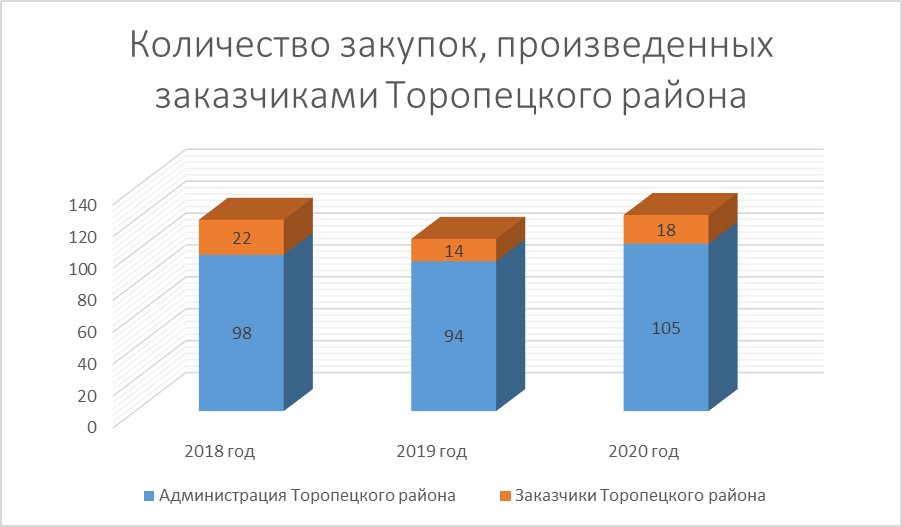 Количество закупок, произведенных
заказчиками Торопецкого района
140
120
100
80
60
40
20
0
22
14
18
98
94
105
2018 год
2019 год
2020 год
Администрация Торопецкого района
Заказчики Торопецкого района